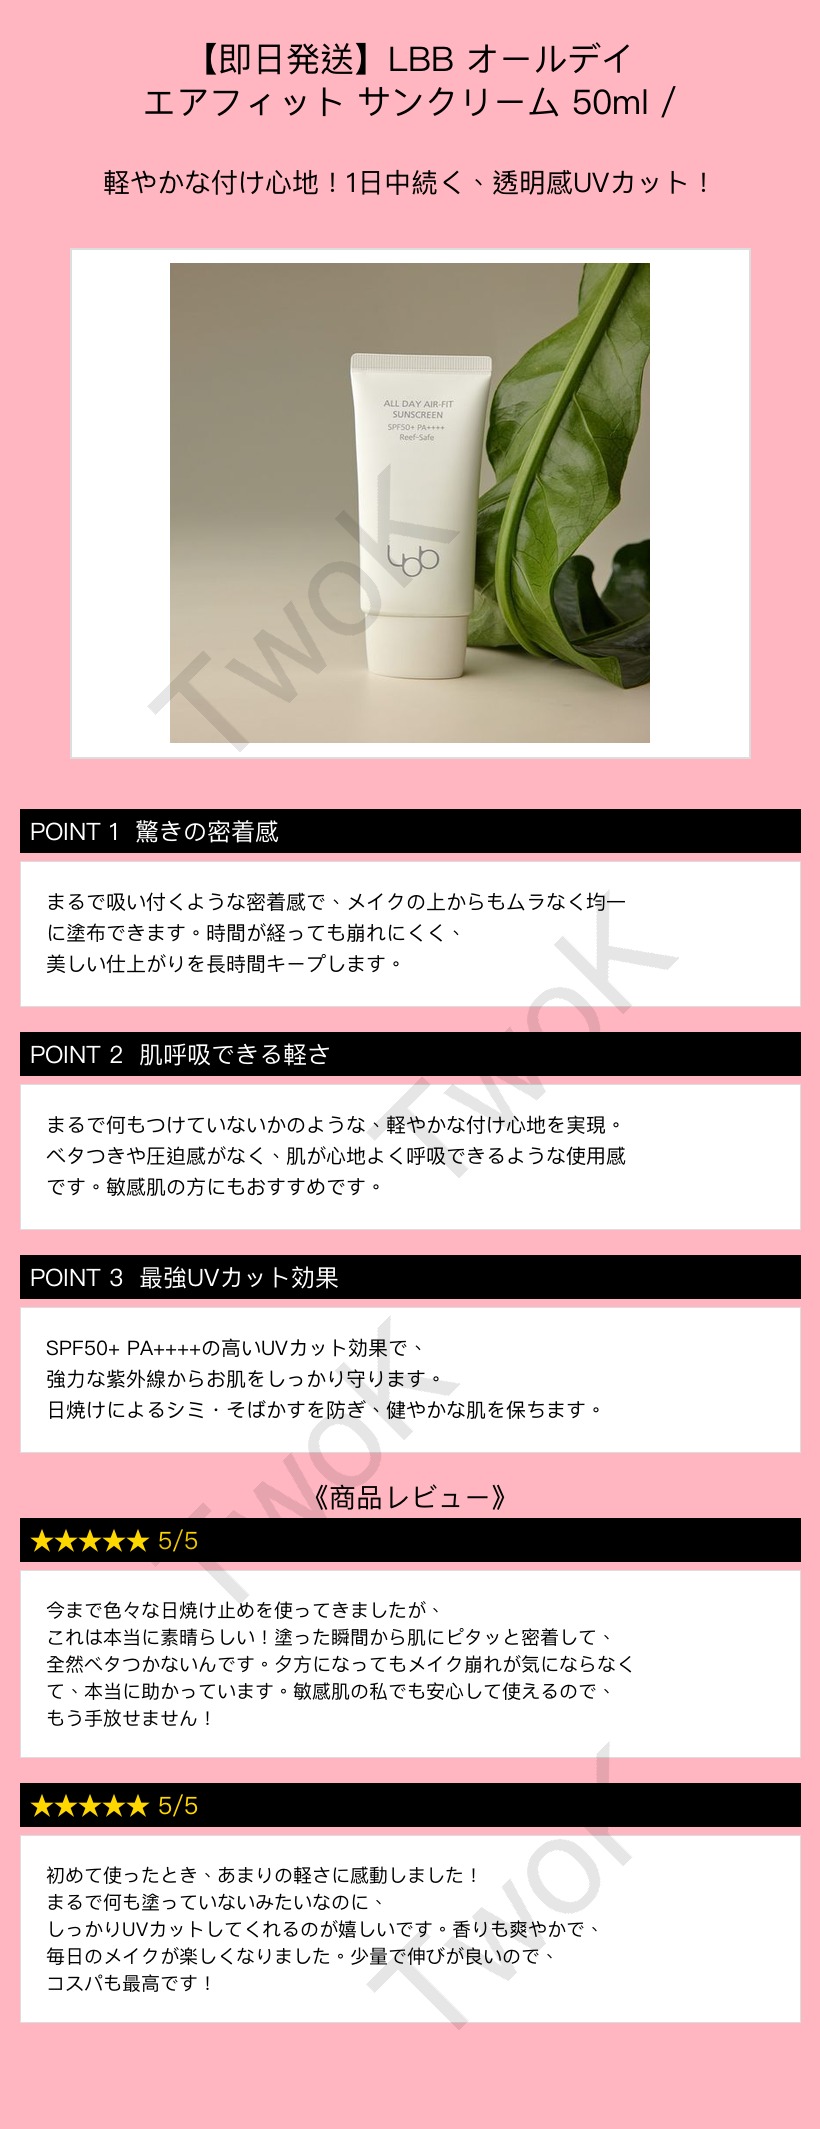 【即日発送】LBB オールデイ
エアフィット サンクリーム 50ml /
軽やかな付け心地！1日中続く、透明感UVカット！
ALL DAY AIR-FIT
SUNSCREEN
SPF50+ PA++++
Reef-Safe
lbb
TwoK
POINT 1 驚きの密着感
まるで吸い付くような密着感で、メイクの上からもムラなく均一
に塗布できます。時間が経っても崩れにくく、
美しい仕上がりを長時間キープします。
TwoK
POINT 2 肌呼吸できる軽さ
まるで何もつけていないかのような、軽やかな付け心地を実現。
ベタつきや圧迫感がなく、肌が心地よく呼吸できるような使用感
です。敏感肌の方にもおすすめです。
POINT 3 最強UVカット効果
SPF50+ PA++++の高いUVカット効果で、
強力な紫外線からお肌をしっかり守ります。
日焼けによるシミ・そばかすを防ぎ、健やかな肌を保ちます。
TwoK
《商品レビュー》
★★★★★ 5/5
今まで色々な日焼け止めを使ってきましたが、
これは本当に素晴らしい！塗った瞬間から肌にピタッと密着して、
全然ベタつかないんです。夕方になってもメイク崩れが気にならなく
て、本当に助かっています。敏感肌の私でも安心して使えるので、
もう手放せません！
★★★★★ 5/5
初めて使ったとき、あまりの軽さに感動しました！
まるで何も塗っていないみたいなのに、
しっかりUVカットしてくれるのが嬉しいです。香りも爽やかで、
毎日のメイクが楽しくなりました。少量で伸びが良いので、
コスパも最高です！
TwoK